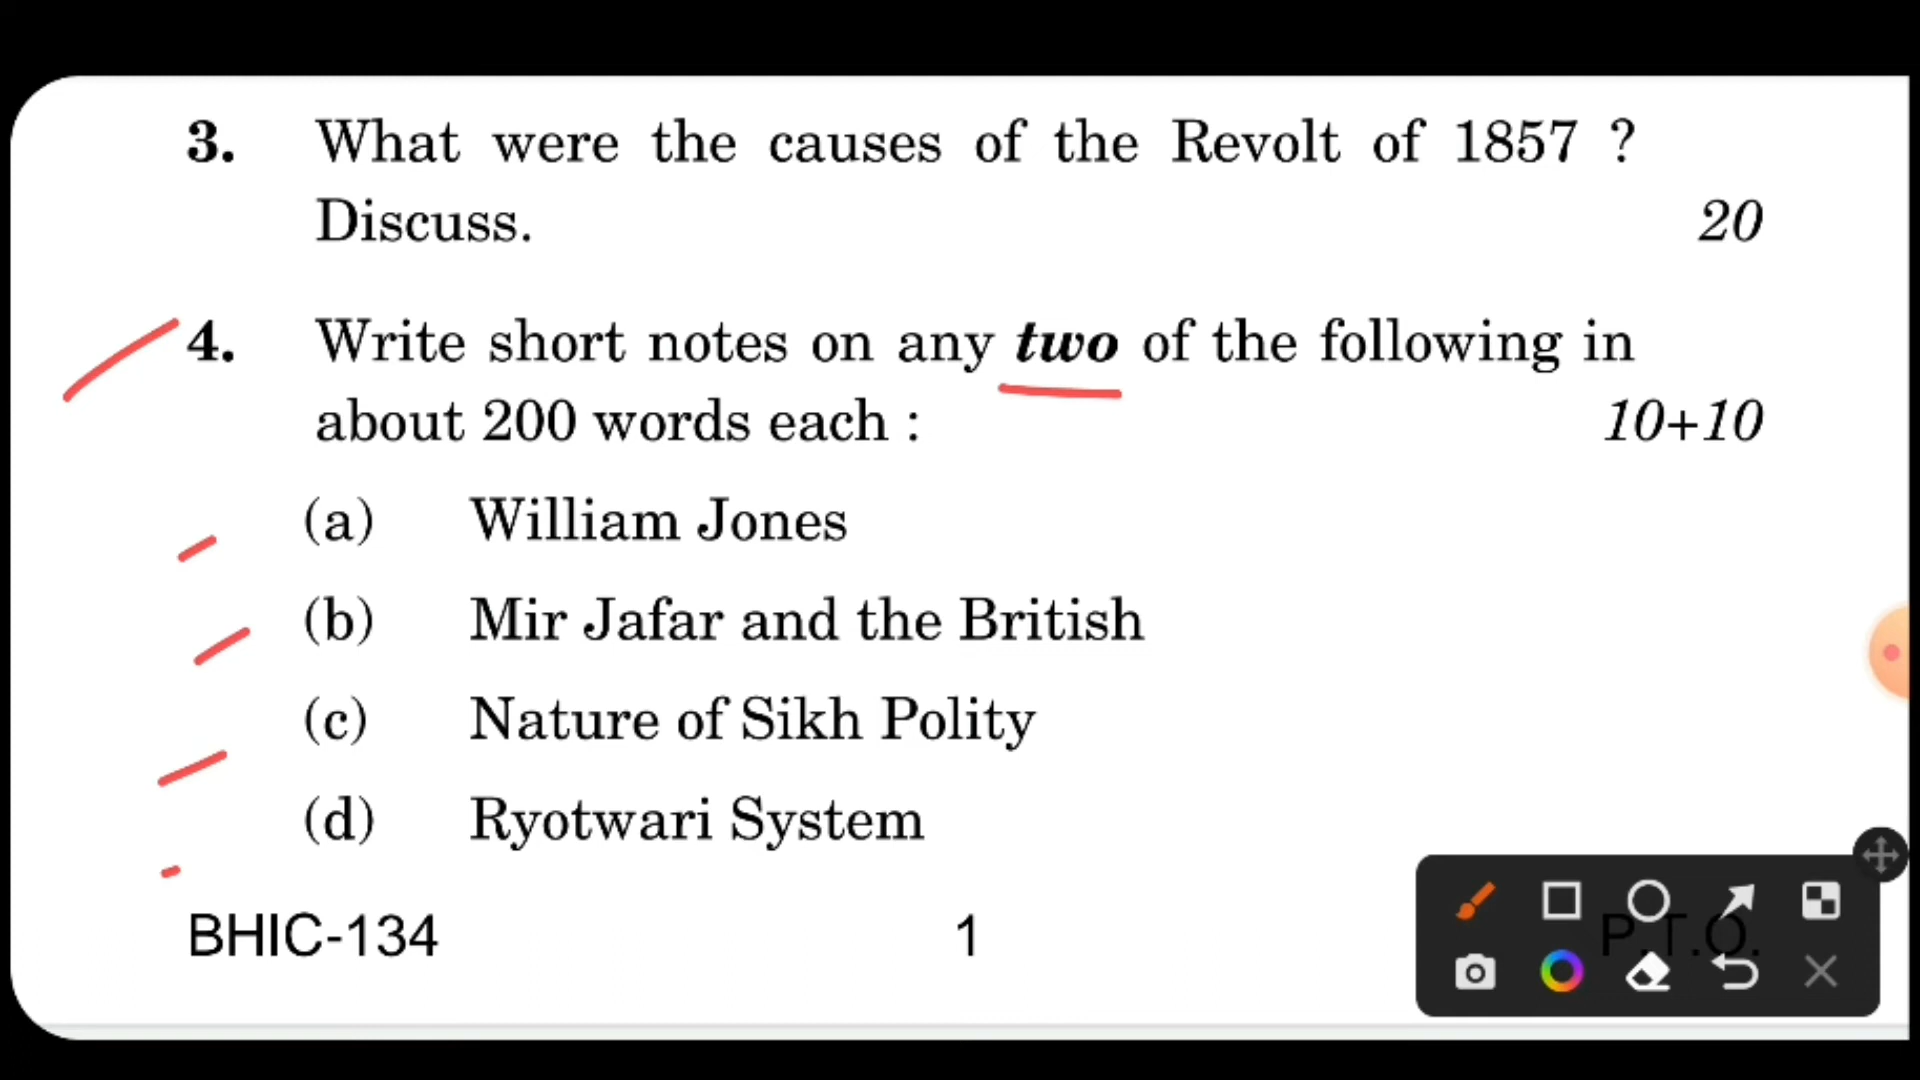 3. What were the causes of the Revolt of 1857 ?
Discuss. 20
4. Write short notes on any two of the following in
about 200 words each : 10+10
(a) William Jones
(b) Mir Jafar and the British
(c) Nature of Sikh Polity
(d) Ryotwari System
BHIC-134 1 P.T.O.